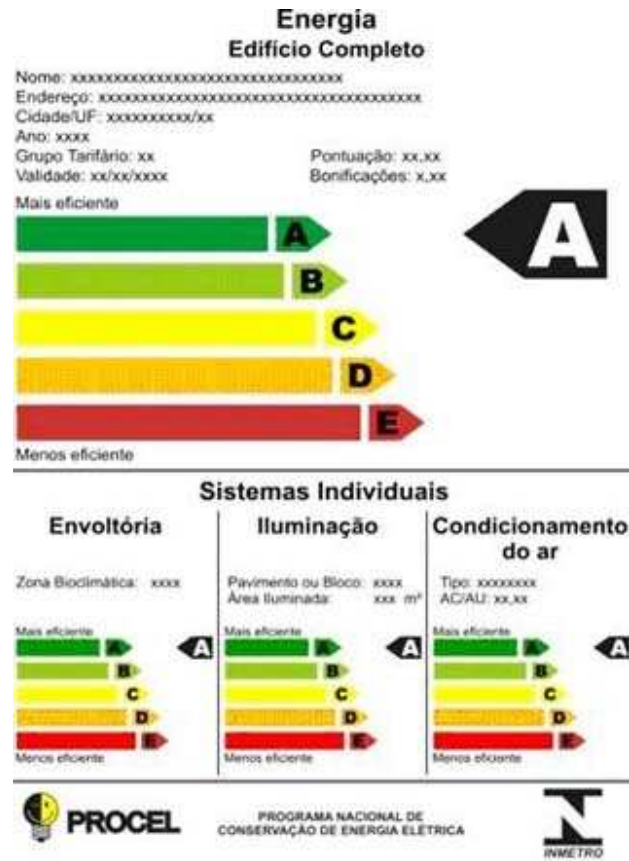 Energia
Edifício Completo
Nome: xxxxxxxxxxxxxxxxxxxxxxxxxxxxxxxx
Endereço: xxxxxxxxxxxxxxxxxxxxxxxxxxxxxxxxxxxxxx
Cidade/UF: xxxxxxxxxx/xx
Ano: xxxx
Grupo Tarifário: xx Pontuação: xx,xx
Validade: xx/xx/xxxx Bonificações: x,xx
Mais eficiente
A A
B
C
D
E
Menos eficiente
Sistemas Individuais
Envoltória
Zona Bioclimática: xxxx
Mais eficiente
A A
B
C
D
E
Menos eficiente
Iluminação
Pavimento ou Bloco: xxxx
Área Iluminada: xxx m²
Mais eficiente
A A
B
C
D
E
Menos eficiente
Condicionamento
do ar
Tipo: xxxxxxxx
AC/AU: xx,xx
Mais eficiente
A A
B
C
D
E
Menos eficiente
PROCEL
PROGRAMA NACIONAL DE
CONSERVAÇÃO DE ENERGIA ELÉTRICA
INMETRO